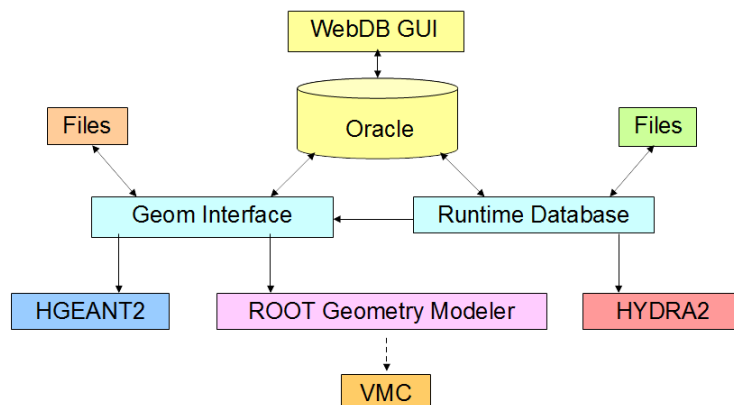 WebDB GUI
Oracle
Files
Files
Geom Interface
Runtime Database
HGEANT2
ROOT Geometry Modeler
HYDRA2
VMC